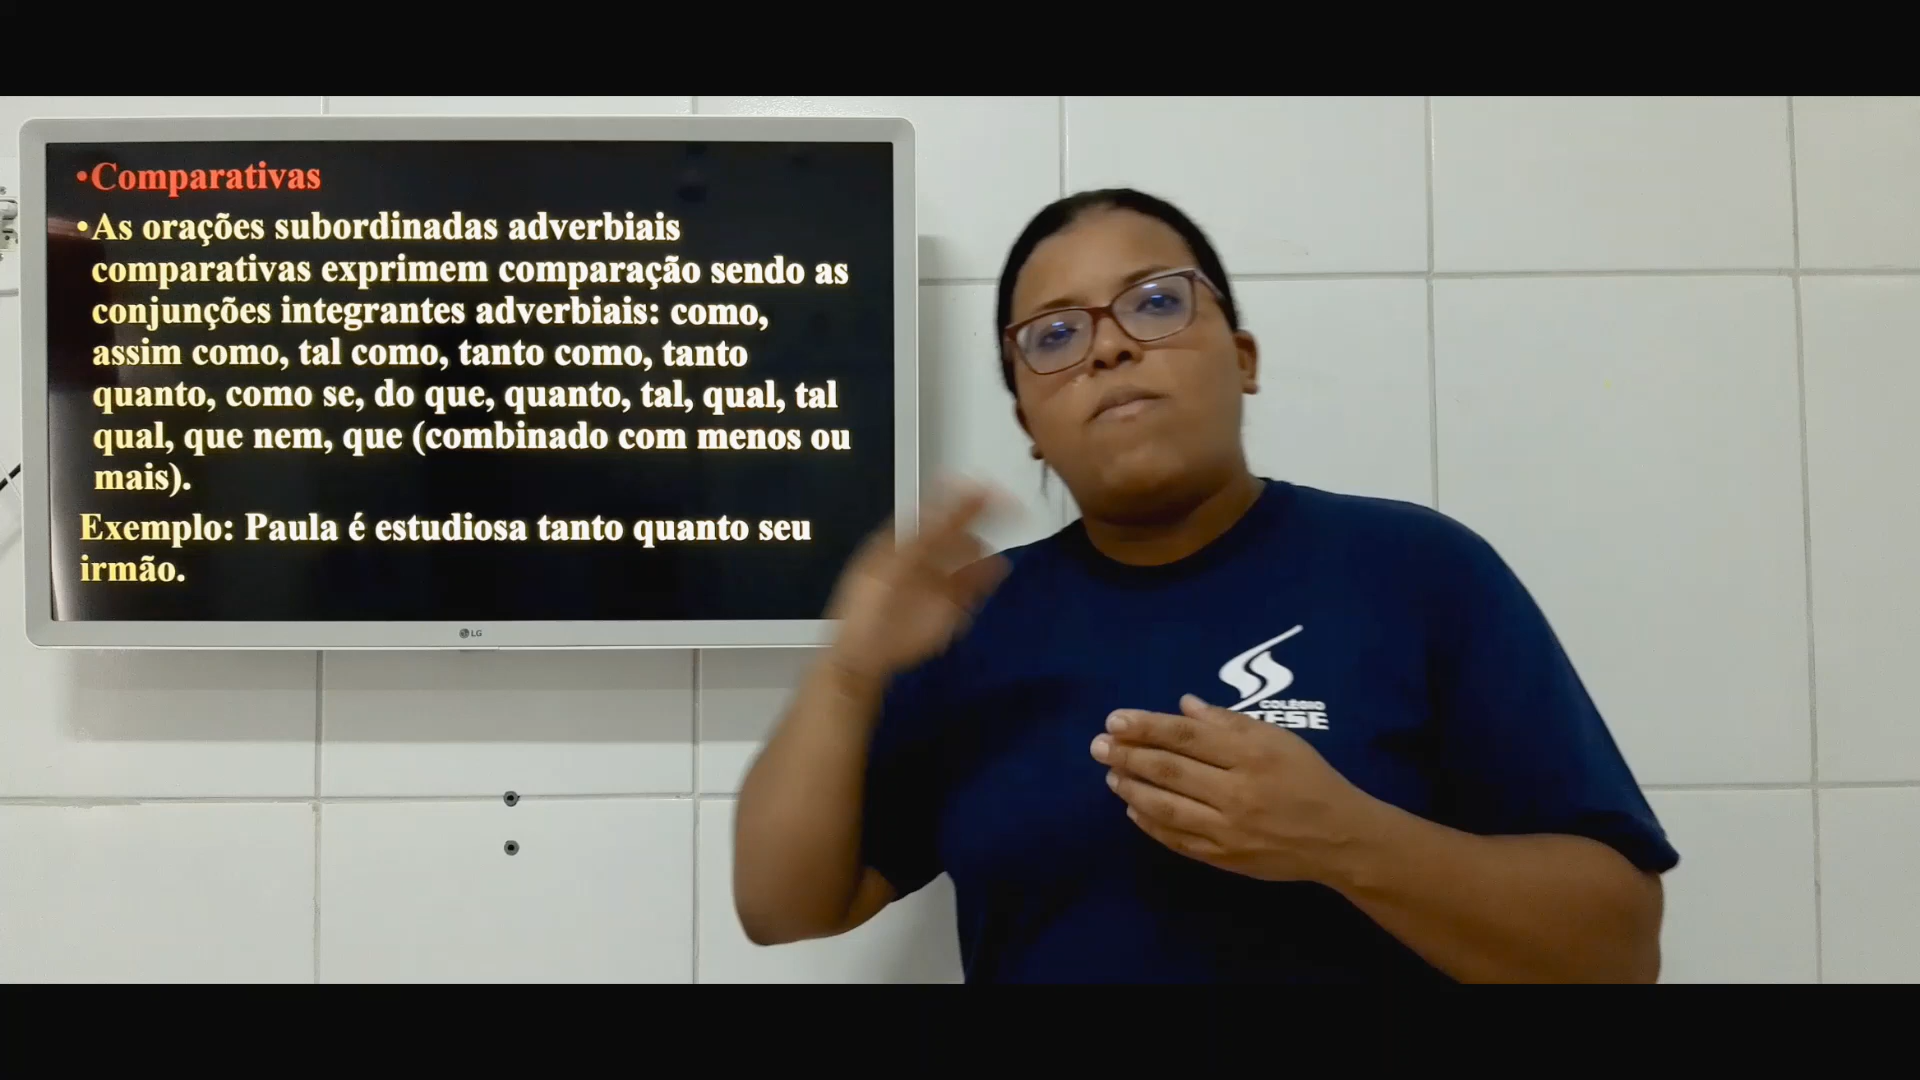 •Comparativas
•As orações subordinadas adverbiais
comparativas exprimem comparação sendo as
conjunções integrantes adverbiais: como,
assim como, tal como, tanto como, tanto
quanto, como se, do que, quanto, tal, qual, tal
qual, que nem, que (combinado com menos ou
mais).
Exemplo: Paula é estudiosa tanto quanto seu
irmão.
LG
COLÉGIO